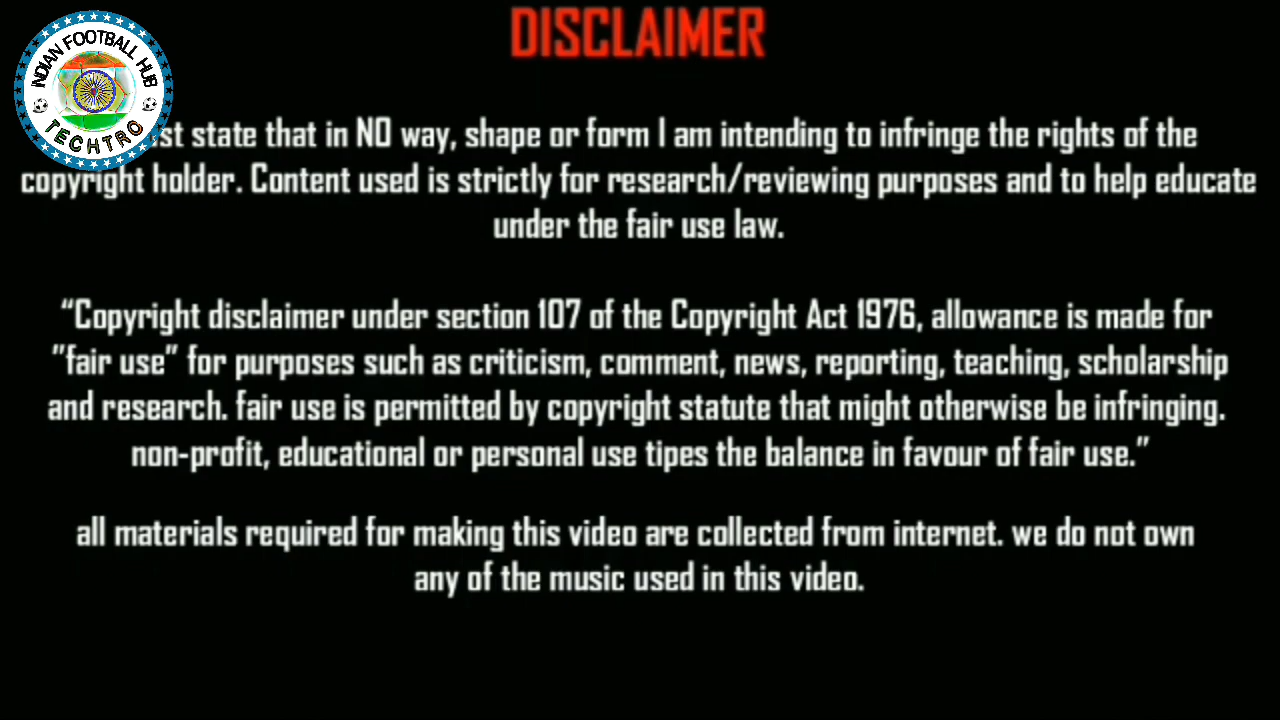 DISCLAIMER
INDIAN FOOTBALL HUB
TECHTRO
state that in NO way, shape or form I am intending to infringe the rights of the
copyright holder. Content used is strictly for research/reviewing purposes and to help educate
under the fair use law.
“Copyright disclaimer under section 107 of the Copyright Act 1976, allowance is made for
”fair use” for purposes such as criticism, comment, news, reporting, teaching, scholarship
and research. fair use is permitted by copyright statute that might otherwise be infringing.
non-profit, educational or personal use tipes the balance in favour of fair use.”
all materials required for making this video are collected from internet. we do not own
any of the music used in this video.